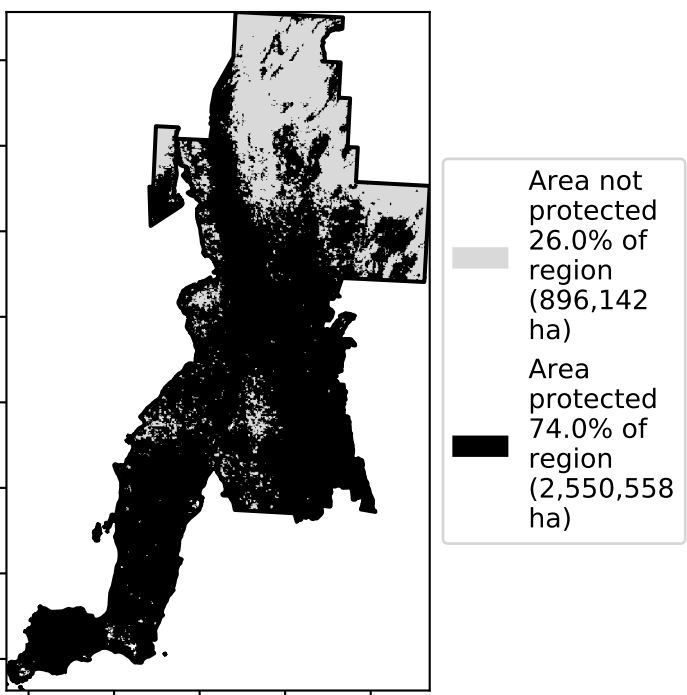 Area not
protected
26.0% of
region
(896,142
ha)
Area
protected
74.0% of
region
(2,550,558
ha)